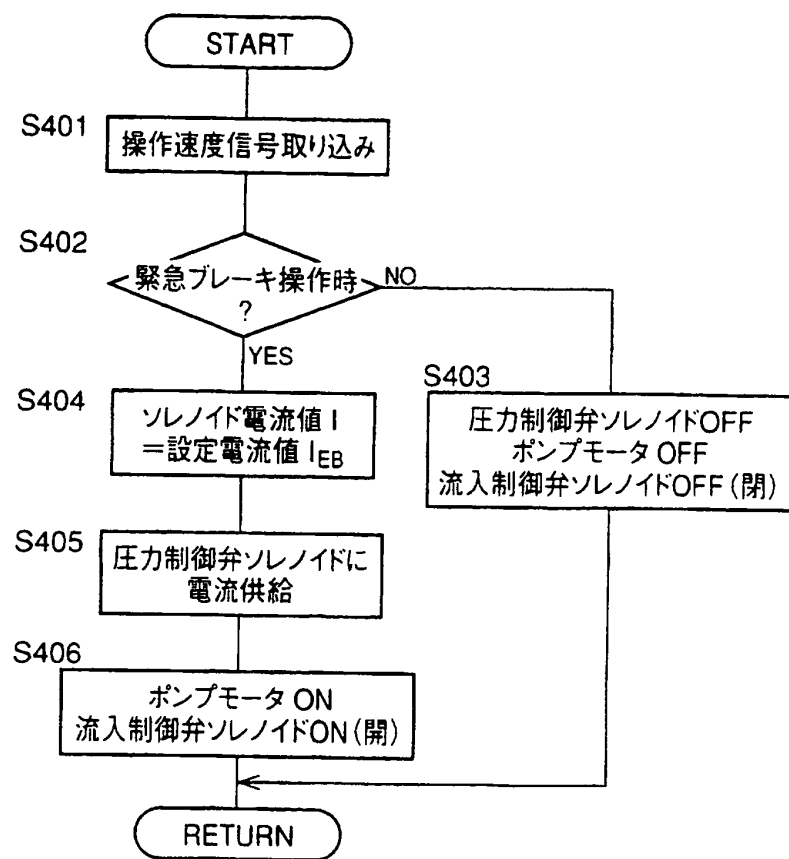 START
S401
操作速度信号取り込み
S402
緊急ブレーキ操作時
?
NO
YES
S403
圧力制御弁ソレノイドOFF
ポンプモータ OFF
流入制御弁ソレノイドOFF (閉)
S404
ソレノイド電流値 I
=設定電流値 IEB
S405
圧力制御弁ソレノイドに
電流供給
S406
ポンプモータ ON
流入制御弁ソレノイドON (開)
RETURN